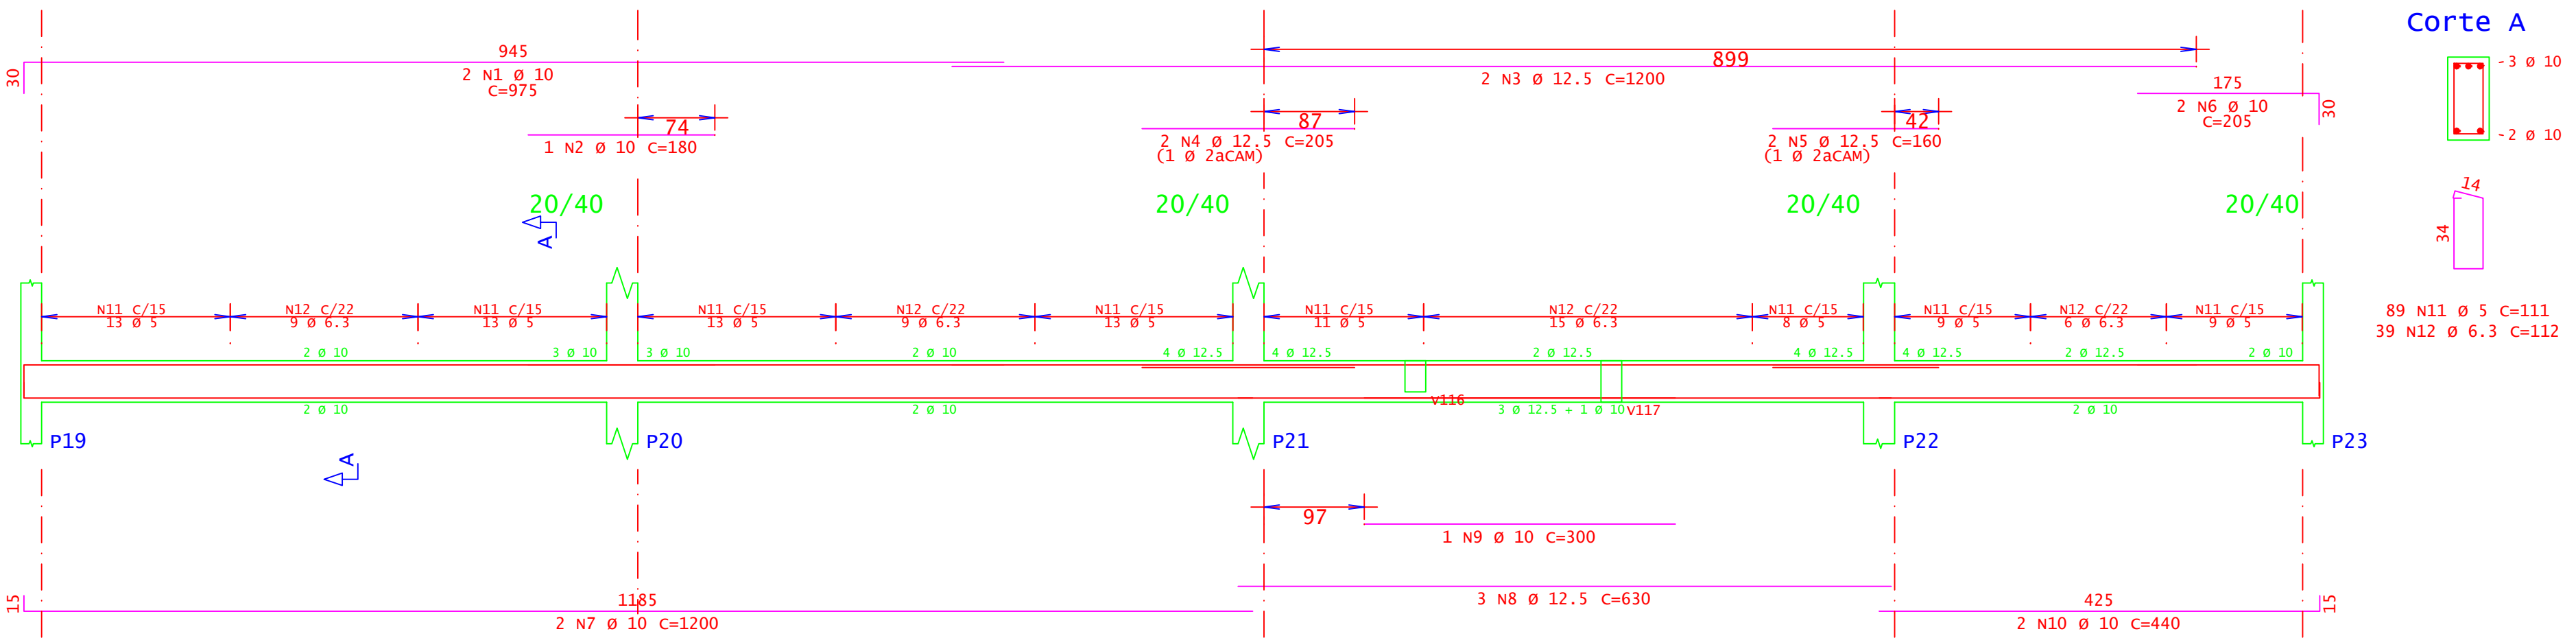 Corte A
945
30
2 N1 Ø 10
C=975
899
2 N3 Ø 12.5 C=1200
175
30
2 N6 Ø 10
C=205
3 Ø 10
2 Ø 10
74
1 N2 Ø 10 C=180
87
2 N4 Ø 12.5 C=205
(1 Ø 2aCAM)
42
2 N5 Ø 12.5 C=160
(1 Ø 2aCAM)
20/40
20/40
20/40
20/40
A
14
34
N11 C/15
13 Ø 5
N12 C/22
9 Ø 6.3
N11 C/15
13 Ø 5
N11 C/15
13 Ø 5
N12 C/22
9 Ø 6.3
N11 C/15
13 Ø 5
N11 C/15
11 Ø 5
N12 C/22
15 Ø 6.3
N11 C/15
8 Ø 5
N11 C/15
9 Ø 5
N12 C/22
6 Ø 6.3
N11 C/15
9 Ø 5
89 N11 Ø 5 C=111
39 N12 Ø 6.3 C=112
2 Ø 10
3 Ø 10
3 Ø 10
2 Ø 10
4 Ø 12.5
4 Ø 12.5
2 Ø 12.5
4 Ø 12.5
4 Ø 12.5
2 Ø 12.5
2 Ø 10
V116
V117
2 Ø 10
2 Ø 10
3 Ø 12.5 + 1 Ø 10
2 Ø 10
P19
P20
P21
P22
P23
A
97
1 N9 Ø 10 C=300
15
1185
2 N7 Ø 10 C=1200
3 N8 Ø 12.5 C=630
425
15
2 N10 Ø 10 C=440